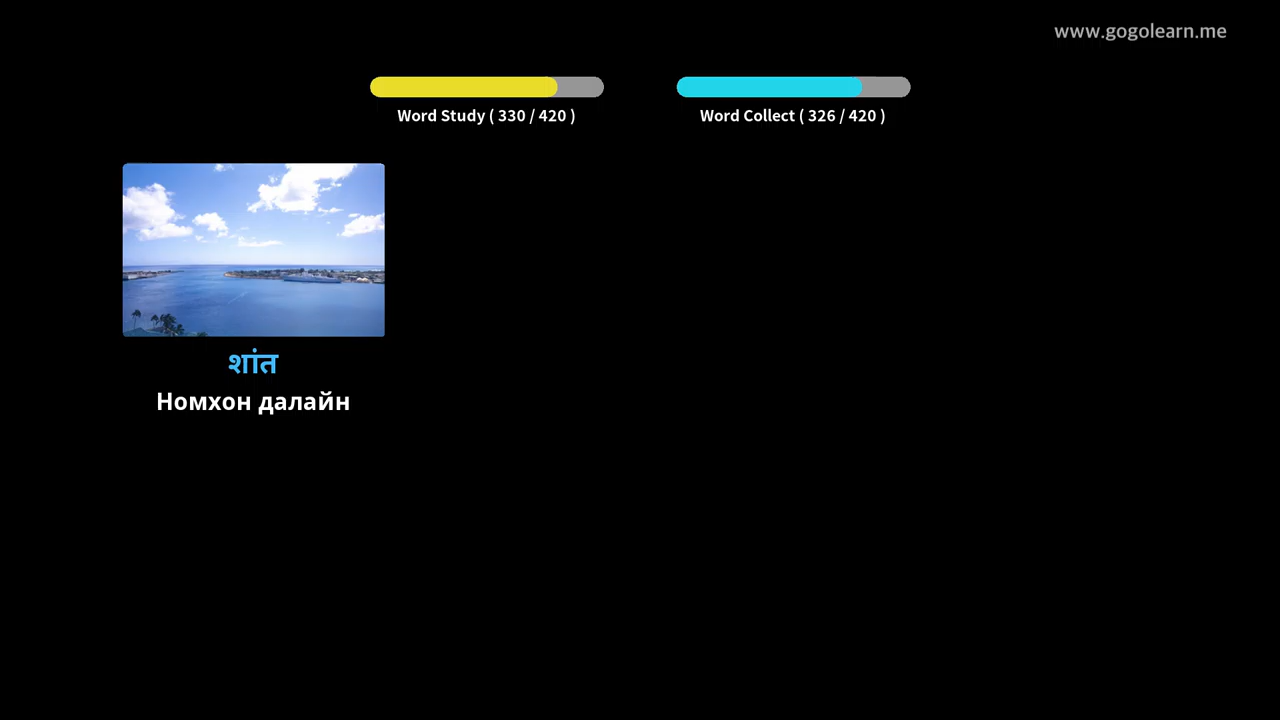 www.gogolearn.me
Word Study ( 330 / 420 )
Word Collect ( 326 / 420 )
शांत
Номхон далайн